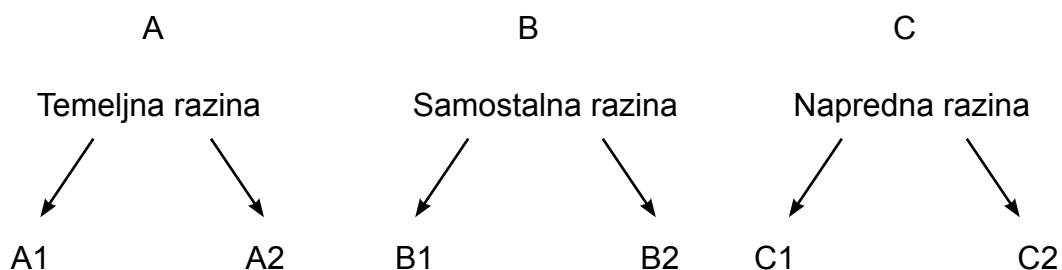 A B C
Temeljna razina Samostalna razina Napredna razina
A1 A2 B1 B2 C1 C2